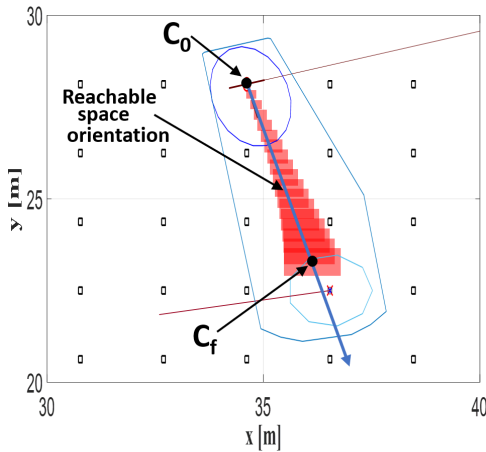 30
C0
Reachable
space
orientation
y [m]
25
Cf
20
30
35
40
x [m]